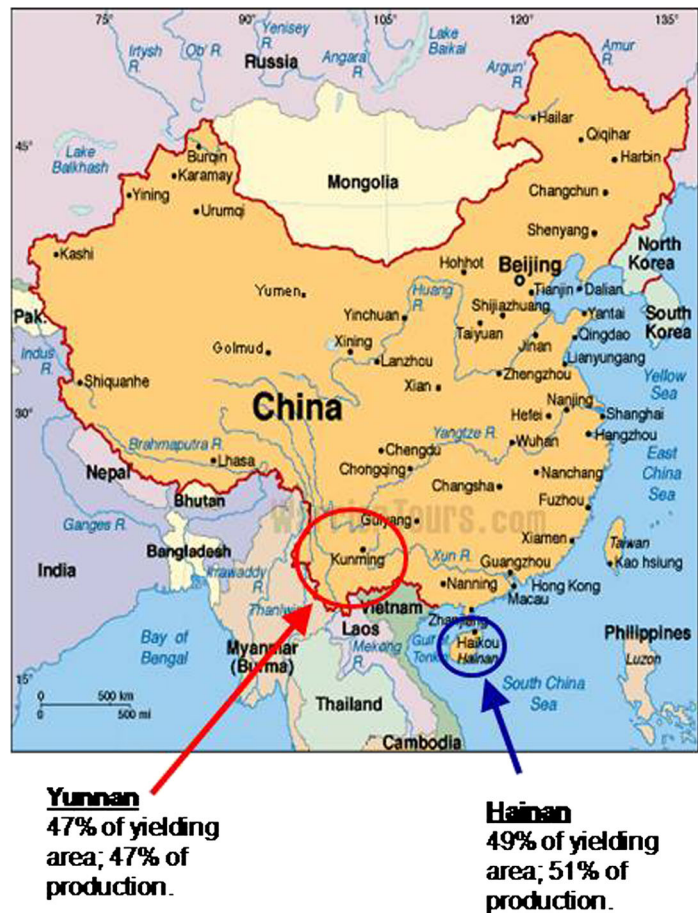 75°
90°
105°
120°
135°
Irtysh
R.
Ob' R.
Yenisey
R.
Angara
R.
Lake
Baikal
Argun'
R.
Amur
R.
Russia
45°
Lake
Balkhash
Burqin
Karamay
Yining
Urumqi
Mongolia
Hailar
Qiqihar
Harbin
Changchun
Shenyang
Kashi
Yumen
Hohhot
Beijing
North
Korea
Tianjin
Dalian
Huang
R.
Shijiazhuang
Yinchuan
Taiyuan
Yantai
South
Korea
Pak.
Indus
R.
Golmud
Xining
Lanzhou
Jinan
Qingdao
Lianyungang
Shiquanhe
Xian
Zhengzhou
Yellow
Sea
30°
China
Nanjing
Hefei
Shanghai
Brahmaputra R.
Lhasa
Chengdu
Yangtze R.
Wuhan
Hangzhou
East
China
Sea
Nepal
Chongqing
Nanchang
Changsha
Bhutan
Fuzhou
Ganges R.
Guiyang
Tours.com
Xiamen
Taiwan
Bangladesh
Kunming
Xun R.
Guangzhou
Kao hsiung
India
Irrawaddy
R.
Nanning
Hong Kong
Macau
Thanlwin
Vietnam
Zhanjiang
Laos
Bay of
Bengal
Myanmar
(Burma)
Mekong
R.
Gulf of
Tonkin
Haikou
Hainan
Philippines
Luzon
15°
0
500 km
500 mi
South China
Sea
Thailand
Cambodia
Yunnan
47% of yielding
area; 47% of
production.
Hainan
49% of yielding
area; 51% of
production.